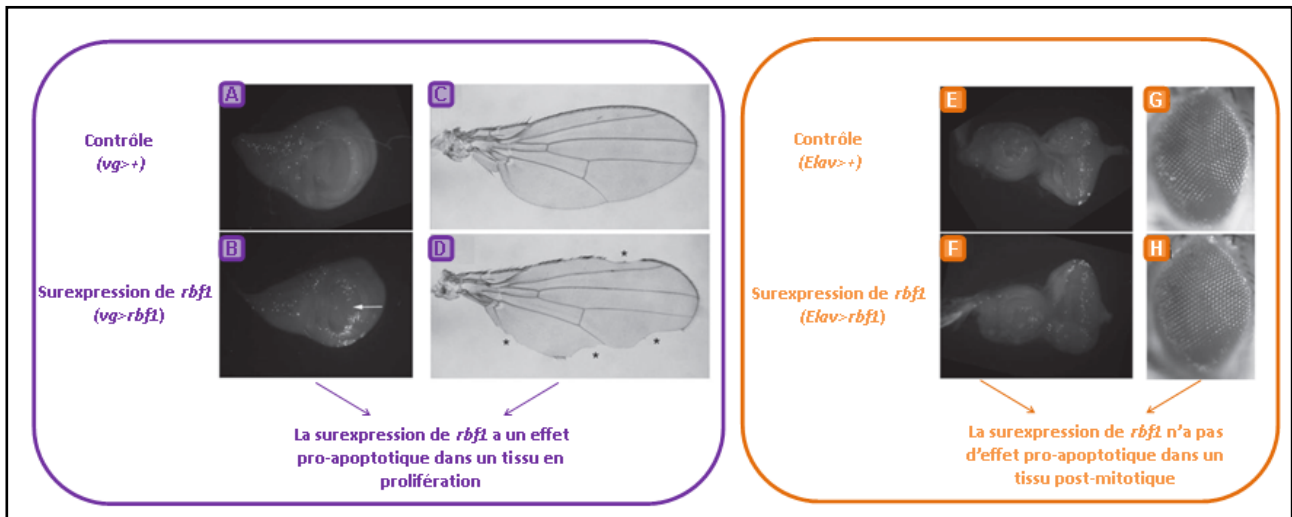 A
C
Contrôle
(vg>+)
B
D
*
Surexpression de rbf1
(vg>rbf1)
*
*
*
La surexpression de rbf1 a un effet
pro-apoptotique dans un tissu en
prolifération
E
G
Contrôle
(Elav>+)
F
H
Surexpression de rbf1
(Elav>rbf1)
La surexpression de rbf1 n'a pas
d'effet pro-apoptotique dans un
tissu post-mitotique